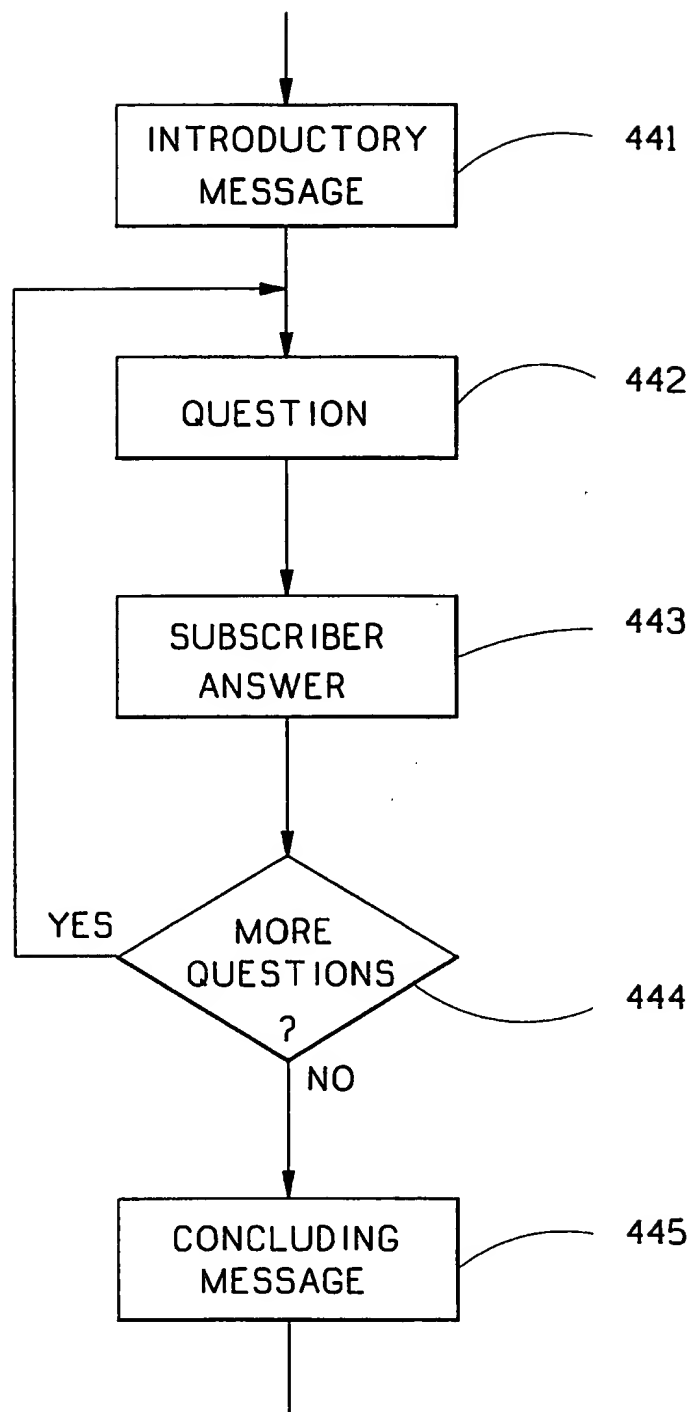 INTRODUCTORY
MESSAGE
441
QUESTION
442
SUBSCRIBER
ANSWER
443
YES
MORE
QUESTIONS
?
444
NO
CONCLUDING
MESSAGE
445